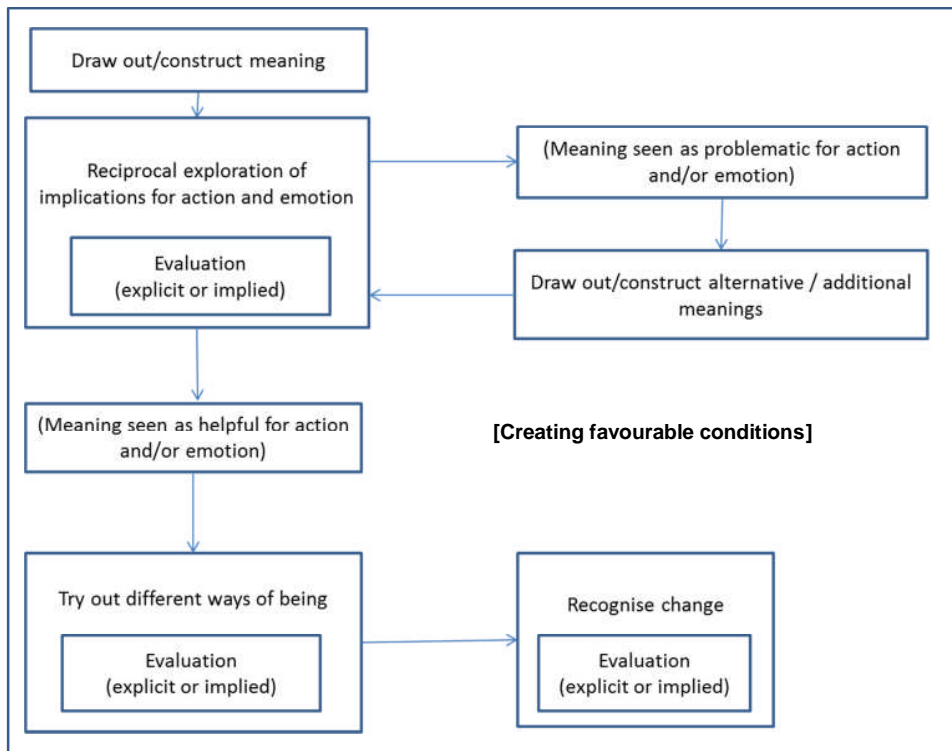 Draw out/construct meaning
Reciprocal exploration of
implications for action and emotion
Evaluation
(explicit or implied)
(Meaning seen as problematic for action
and/or emotion)
Draw out/construct alternative / additional
meanings
(Meaning seen as helpful for action
and/or emotion)
[Creating favourable conditions]
Try out different ways of being
Evaluation
(explicit or implied)
Recognise change
Evaluation
(explicit or implied)